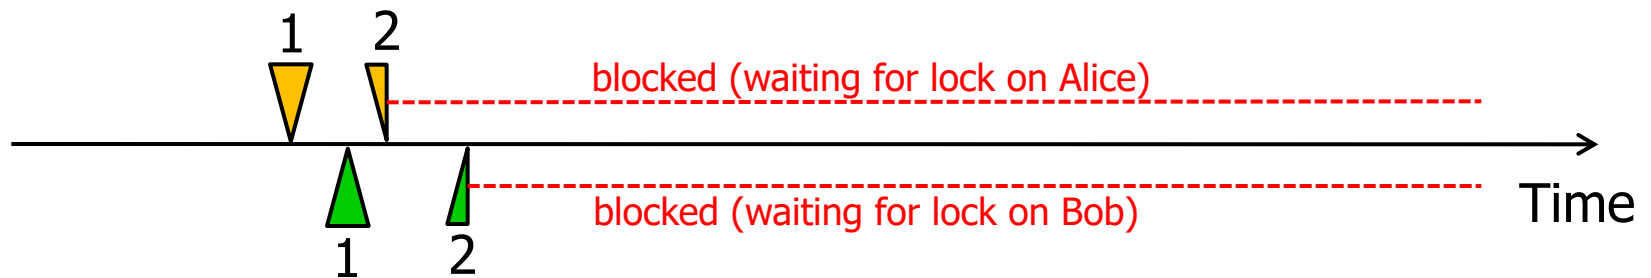 1
2
blocked (waiting for lock on Alice)
blocked (waiting for lock on Bob)
Time
1
2